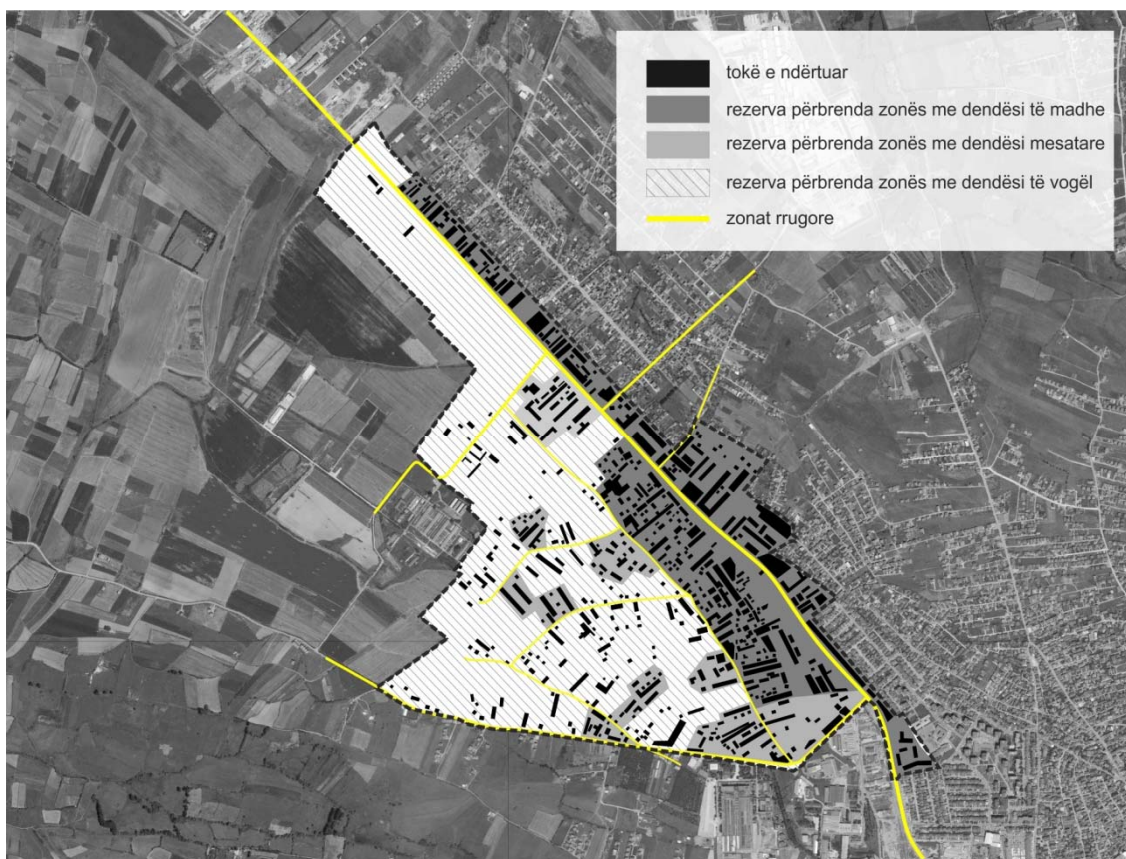 tokë e ndërtuar
rezerva përbrenda zonës me dendësi të madhe
rezerva përbrenda zonës me dendësi mesatare
rezerva përbrenda zonës me dendësi të vogël
zonat rrugore